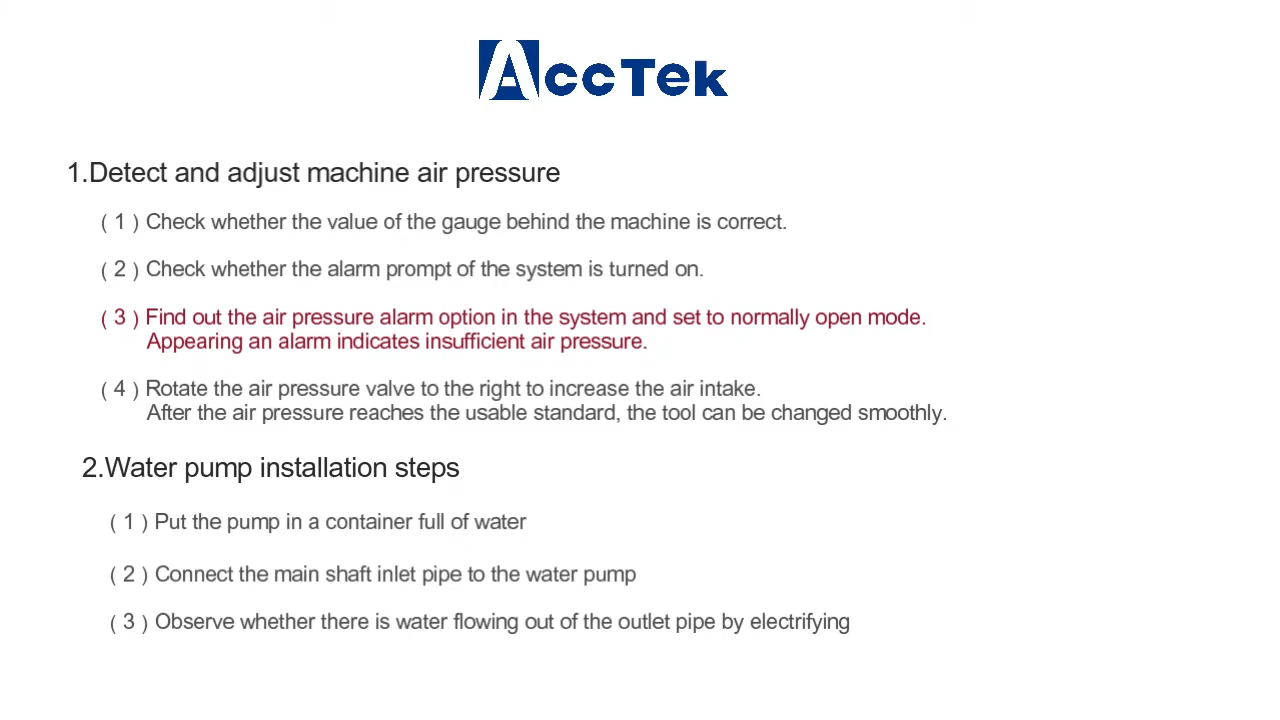 AccTek
1.Detect and adjust machine air pressure
( 1 ) Check whether the value of the gauge behind the machine is correct.
( 2 ) Check whether the alarm prompt of the system is turned on.
( 3 ) Find out the air pressure alarm option in the system and set to normally open mode.
Appearing an alarm indicates insufficient air pressure.
( 4 ) Rotate the air pressure valve to the right to increase the air intake.
After the air pressure reaches the usable standard, the tool can be changed smoothly.
2.Water pump installation steps
( 1 ) Put the pump in a container full of water
( 2 ) Connect the main shaft inlet pipe to the water pump
( 3 ) Observe whether there is water flowing out of the outlet pipe by electrifying